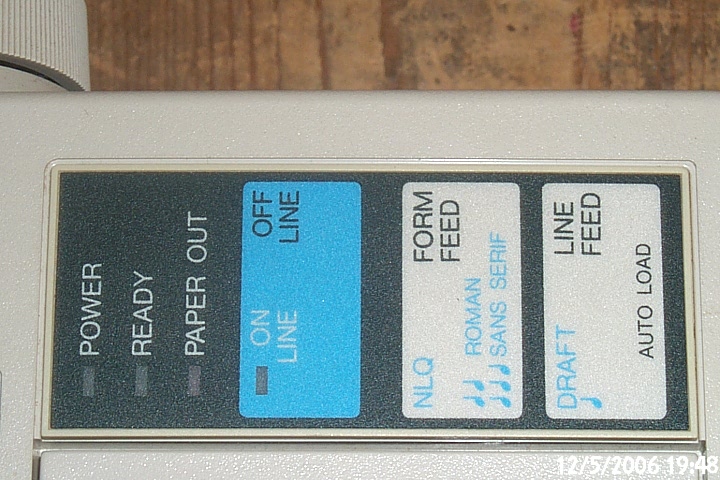 POWER
READY
PAPER OUT
ON LINE
OFF LINE
NLQ
FORM FEED
ROMAN
SANS SERIF
DRAFT
LINE FEED
AUTO LOAD
12/5/2006 19:48